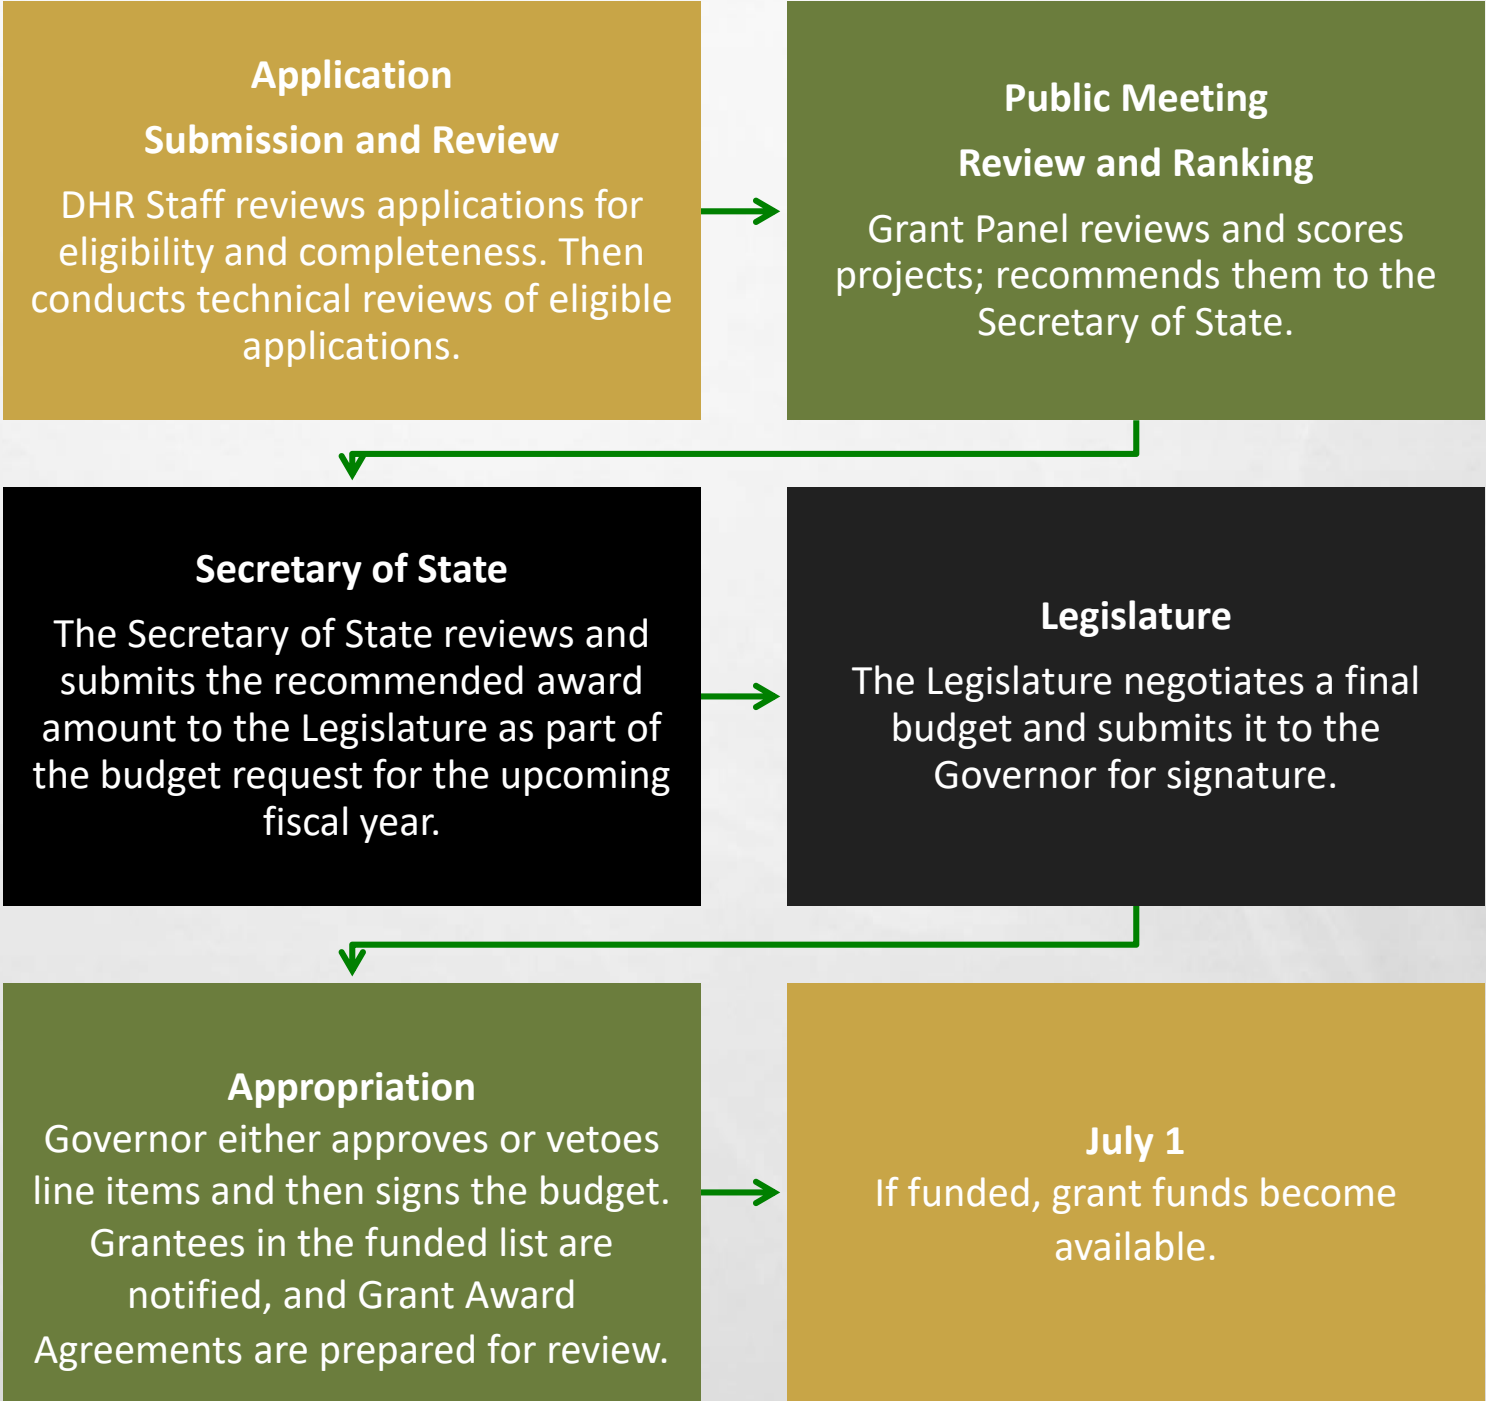 Application
Submission and Review
DHR Staff reviews applications for
eligibility and completeness. Then
conducts technical reviews of eligible
applications.
Public Meeting
Review and Ranking
Grant Panel reviews and scores
projects; recommends them to the
Secretary of State.
Secretary of State
The Secretary of State reviews and
submits the recommended award
amount to the Legislature as part of
the budget request for the upcoming
fiscal year.
Legislature
The Legislature negotiates a final
budget and submits it to the
Governor for signature.
Appropriation
Governor either approves or vetoes
line items and then signs the budget.
Grantees in the funded list are
notified, and Grant Award
Agreements are prepared for review.
July 1
If funded, grant funds become
available.